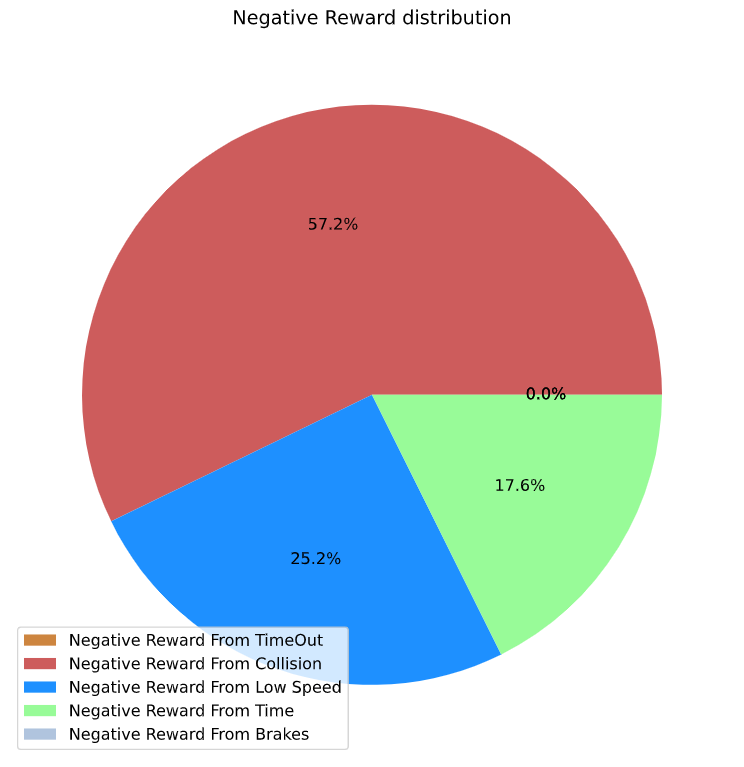 Negative Reward distribution
57.2%
0.0%
17.6%
25.2%
Negative Reward From TimeOut
Negative Reward From Collision
Negative Reward From Low Speed
Negative Reward From Time
Negative Reward From Brakes